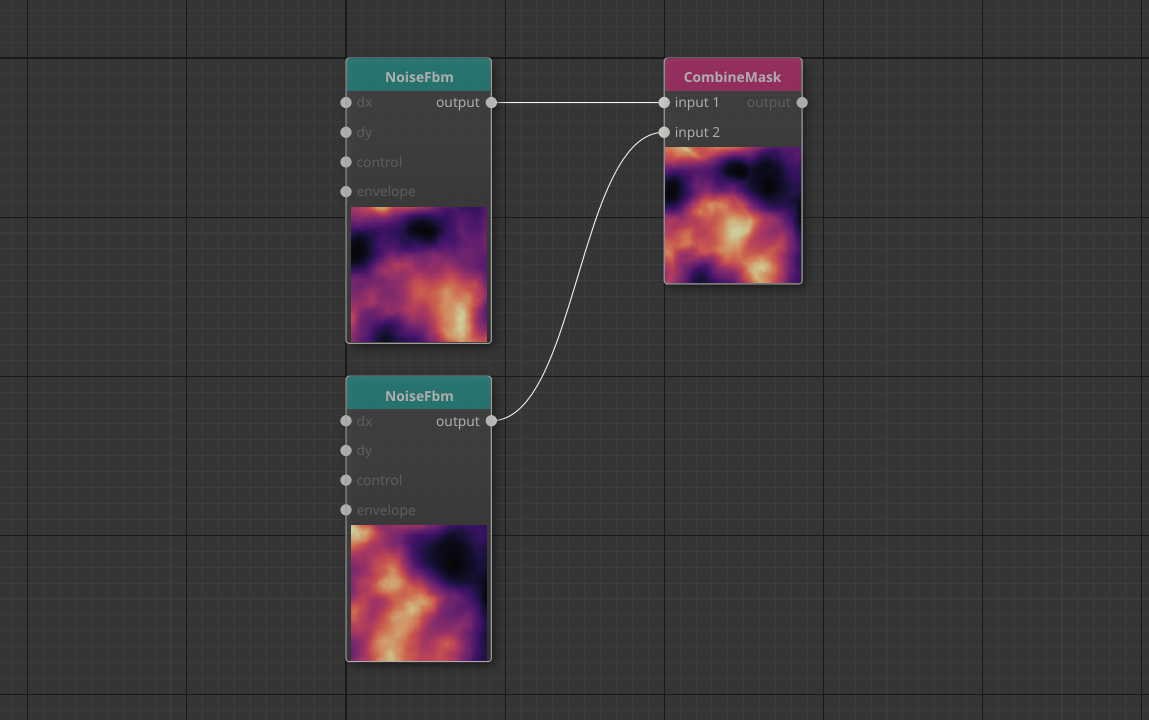 NoiseFbm
dx output
dy
control
envelope
CombineMask
input 1 output
input 2
NoiseFbm
dx output
dy
control
envelope